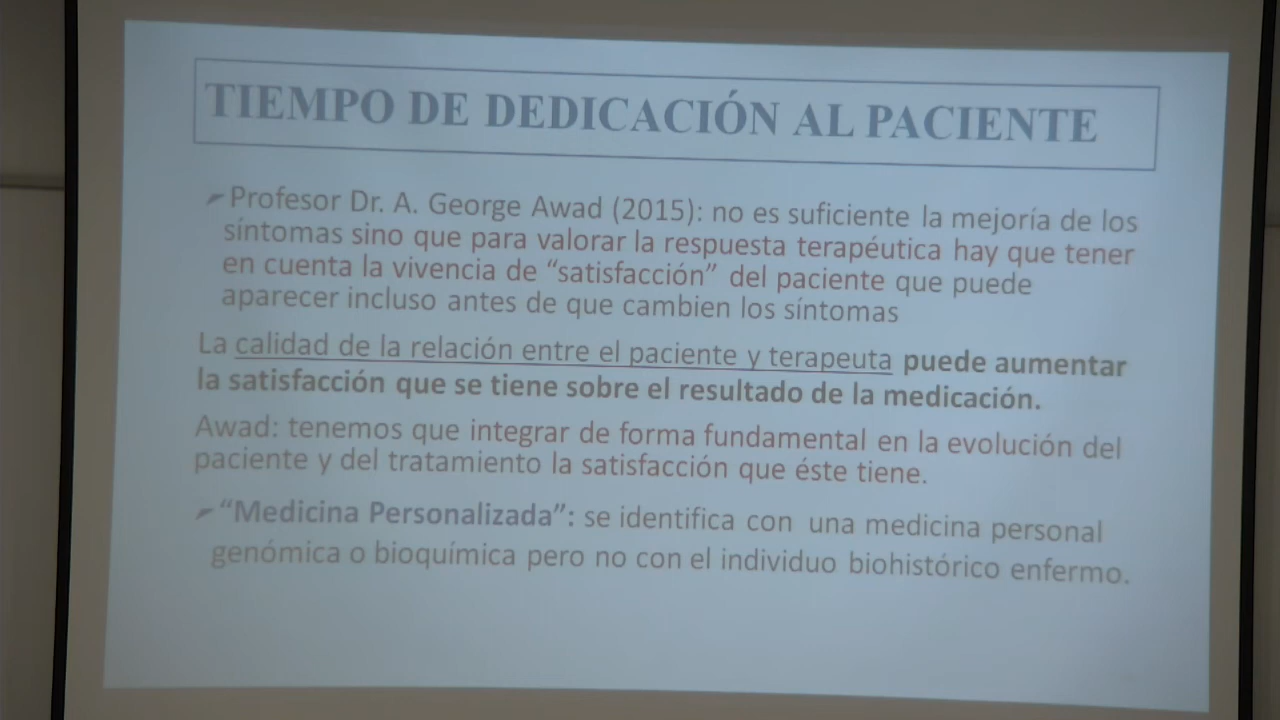 TIEMPO DE DEDICACIÓN AL PACIENTE
Profesor Dr. A. George Awad (2015): no es suficiente la mejoría de los
síntomas sino que para valorar la respuesta terapéutica hay que tener
en cuenta la vivencia de “satisfacción” del paciente que puede
aparecer incluso antes de que cambien los síntomas
La calidad de la relación entre el paciente y terapeuta puede aumentar
la satisfacción que se tiene sobre el resultado de la medicación.
Awad: tenemos que integrar de forma fundamental en la evolución del
paciente y del tratamiento la satisfacción que éste tiene.
“Medicina Personalizada”: se identifica con una medicina personal
genómica o bioquímica pero no con el individuo biohistórico enfermo.